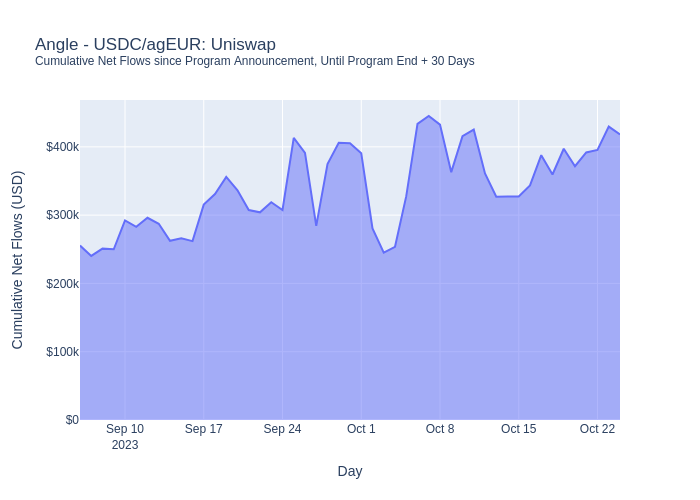 Angle - USDC/agEUR: Uniswap
Cumulative Net Flows since Program Announcement, Until Program End + 30 Days
Cumulative Net Flows (USD)
$400k
$300k
$200k
$100k
$0
Sep 10
2023
Sep 17
Sep 24
Oct 1
Oct 8
Oct 15
Oct 22
Day